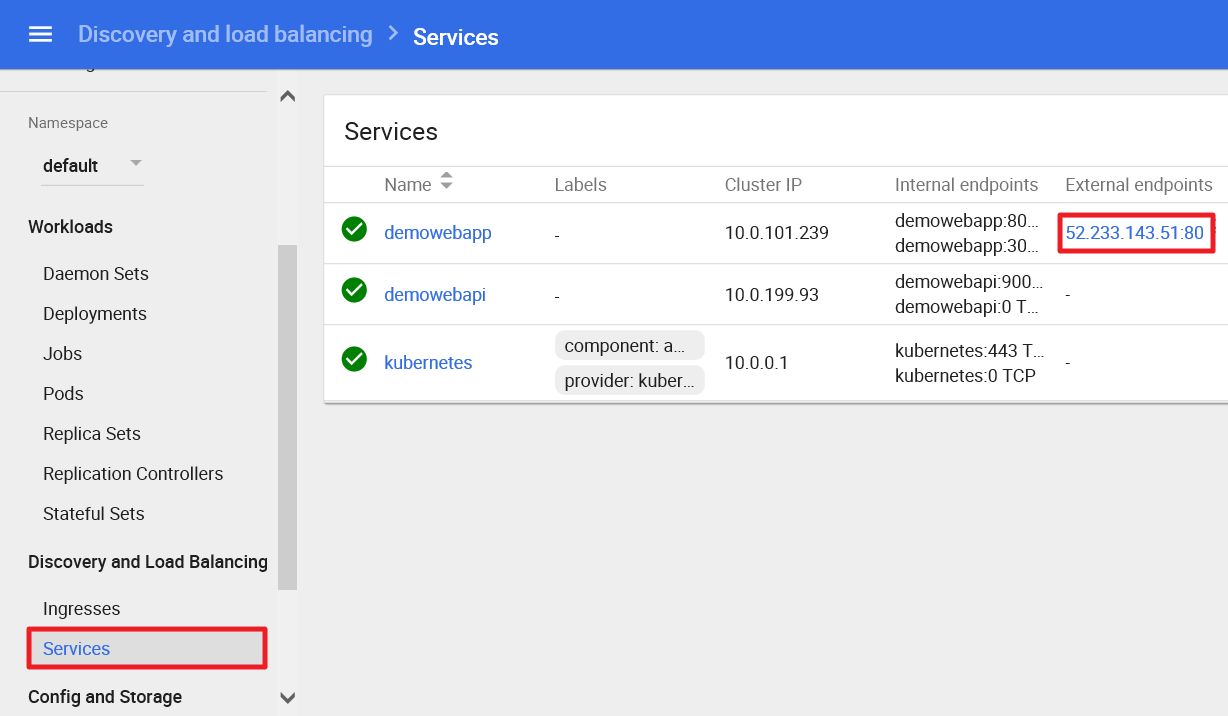 Discovery and load balancing > Services
Namespace
default
Workloads
Daemon Sets
Deployments
Jobs
Pods
Replica Sets
Replication Controllers
Stateful Sets
Discovery and Load Balancing
Ingresses
Services
Config and Storage
Services
Name Labels Cluster IP Internal endpoints External endpoints
demowebapp - 10.0.101.239 demowebapp:80... 52.233.143.51:80
demowebapp:30...
demowebapi - 10.0.199.93 demowebapi:900... -
demowebapi:0 T...
kubernetes component: a... 10.0.0.1 kubernetes:443 T... -
provider: kuber... kubernetes:0 TCP